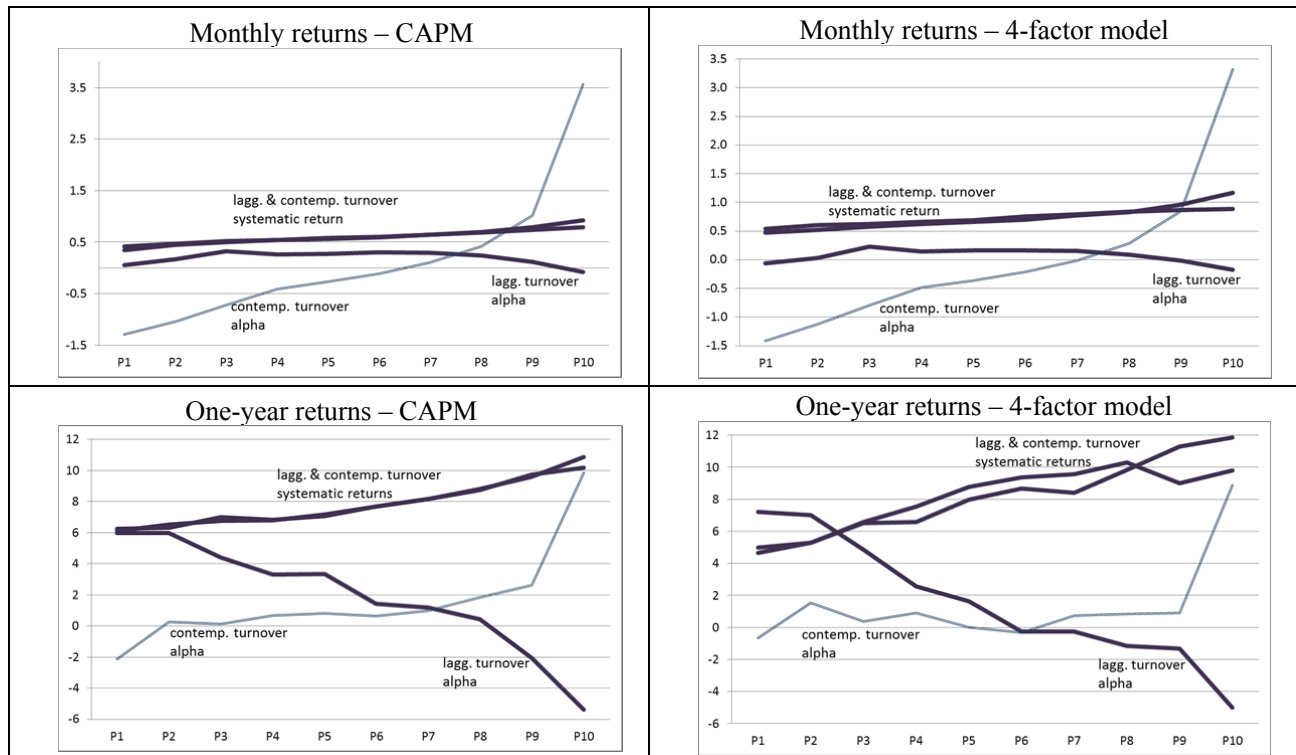 Monthly returns – CAPM
3.5
2.5
1.5
0.5
-0.5
-1.5
lagg. & contemp. turnover
systematic return
lagg. turnover
alpha
contemp. turnover
alpha
P1 P2 P3 P4 P5 P6 P7 P8 P9 P10
Monthly returns – 4-factor model
3.5
3.0
2.5
2.0
1.5
1.0
0.5
0.0
-0.5
-1.0
-1.5
lagg. & contemp. turnover
systematic return
lagg. turnover
alpha
contemp. turnover
alpha
P1 P2 P3 P4 P5 P6 P7 P8 P9 P10
One-year returns – CAPM
12
10
8
6
4
2
0
-2
-4
-6
lagg. & contemp. turnover
systematic returns
contemp. turnover
alpha
lagg. turnover
alpha
P1 P2 P3 P4 P5 P6 P7 P8 P9 P10
One-year returns – 4-factor model
12
10
8
6
4
2
0
-2
-4
-6
lagg. & contemp. turnover
systematic returns
contemp. turnover
alpha
lagg. turnover
alpha
P1 P2 P3 P4 P5 P6 P7 P8 P9 P10